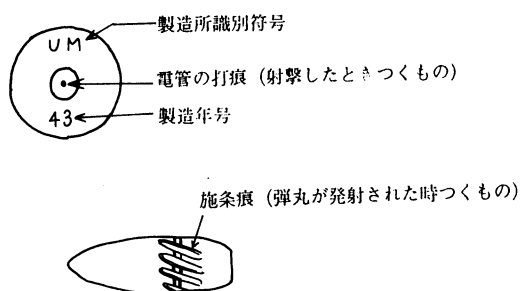 UM
製造所識別符号
電管の打痕（射撃したときつくもの）
43
製造年号
施条痕（弾丸が発射された時つくもの）